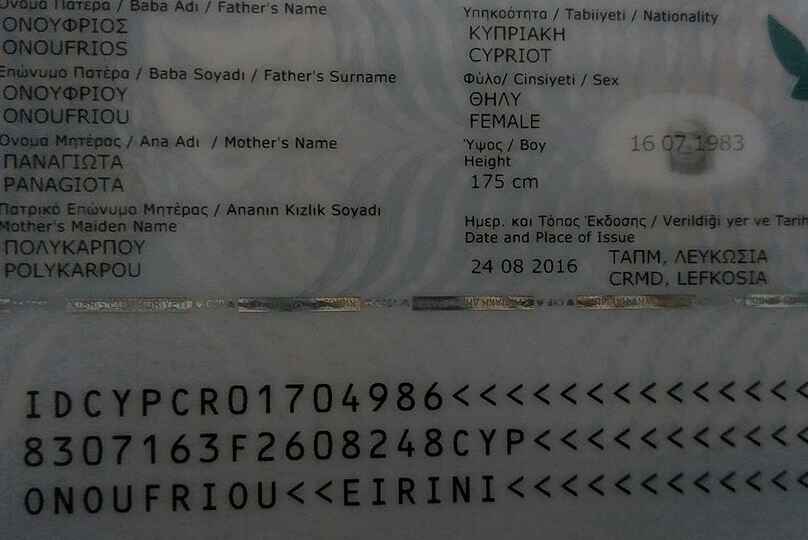 Όνομα Πατέρα / Baba Adı / Father's Name
ΟΝΟΥΦΡΙΟΣ
ONOUFRIOS
Επώνυμο Πατέρα / Baba Soyadı / Father's Surname
ΟΝΟΥΦΡΙΟΥ
ONOUFRIOU
Όνομα Μητέρας / Ana Adı / Mother's Name
ΠΑΝΑΓΙΩΤΑ
PANAGIOTA
Πατρικό Επώνυμο Μητέρας / Ananın Kızlık Soyadı
Mother's Maiden Name
ΠΟΛΥΚΑΡΠΟΥ
POLYKARPOU
Υπηκοότητα / Tabiiyeti / Nationality
ΚΥΠΡΙΑΚΗ
CYPRIOT
Φύλο/ Cinsiyeti / Sex
ΘΗΛΥ
FEMALE
Ύψος / Boy
Height
175 cm
16 07 1983
Ημερ. και Τόπος Έκδοσης / Verildiği yer ve Tarih
Date and Place of Issue
24 08 2016
ΤΑΠΜ, ΛΕΥΚΩΣΙΑ
CRMD, LEFKOSIA
IDCYPCR01704986<<<<<<<<<<<<<<
8307163F2608248CYP<<<<<<<<<<<
ONOUFRIOU<<EIRINI<<<<<<<<<<<<